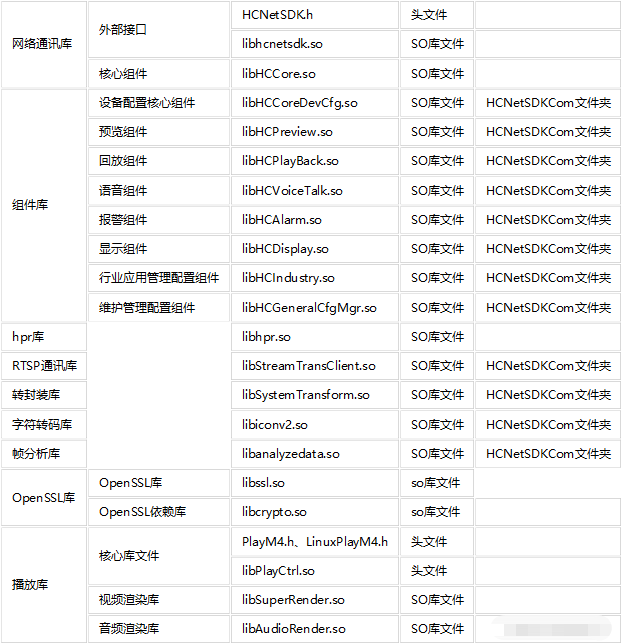 网络通讯库 外部接口 HCNetSDK.h 头文件
libhcnetsdk.so SO库文件
核心组件 libHCCore.so SO库文件
组件库 设备配置核心组件 libHCCoreDevCfg.so SO库文件 HCNetSDKCom文件夹
预览组件 libHCPreview.so SO库文件 HCNetSDKCom文件夹
回放组件 libHCPlayBack.so SO库文件 HCNetSDKCom文件夹
语音组件 libHCVoiceTalk.so SO库文件 HCNetSDKCom文件夹
报警组件 libHCAlarm.so SO库文件 HCNetSDKCom文件夹
显示组件 libHCDisplay.so SO库文件 HCNetSDKCom文件夹
行业应用管理配置组件 libHCIndustry.so SO库文件 HCNetSDKCom文件夹
维护管理配置组件 libHCGeneralCfgMgr.so SO库文件 HCNetSDKCom文件夹
hpr库 libhpr.so SO库文件
RTSP通讯库 libStreamTransClient.so SO库文件 HCNetSDKCom文件夹
转封装库 libSystemTransform.so SO库文件 HCNetSDKCom文件夹
字符转码库 libiconv2.so SO库文件 HCNetSDKCom文件夹
帧分析库 libanalyzedata.so SO库文件 HCNetSDKCom文件夹
OpenSSL库 OpenSSL库 libssl.so so库文件
OpenSSL依赖库 libcrypto.so so库文件
播放库 核心库文件 PlayM4.h、LinuxPlayM4.h 头文件
libPlayCtrl.so 头文件
视频渲染库 libSuperRender.so SO库文件
音频渲染库 libAudioRender.so SO库文件